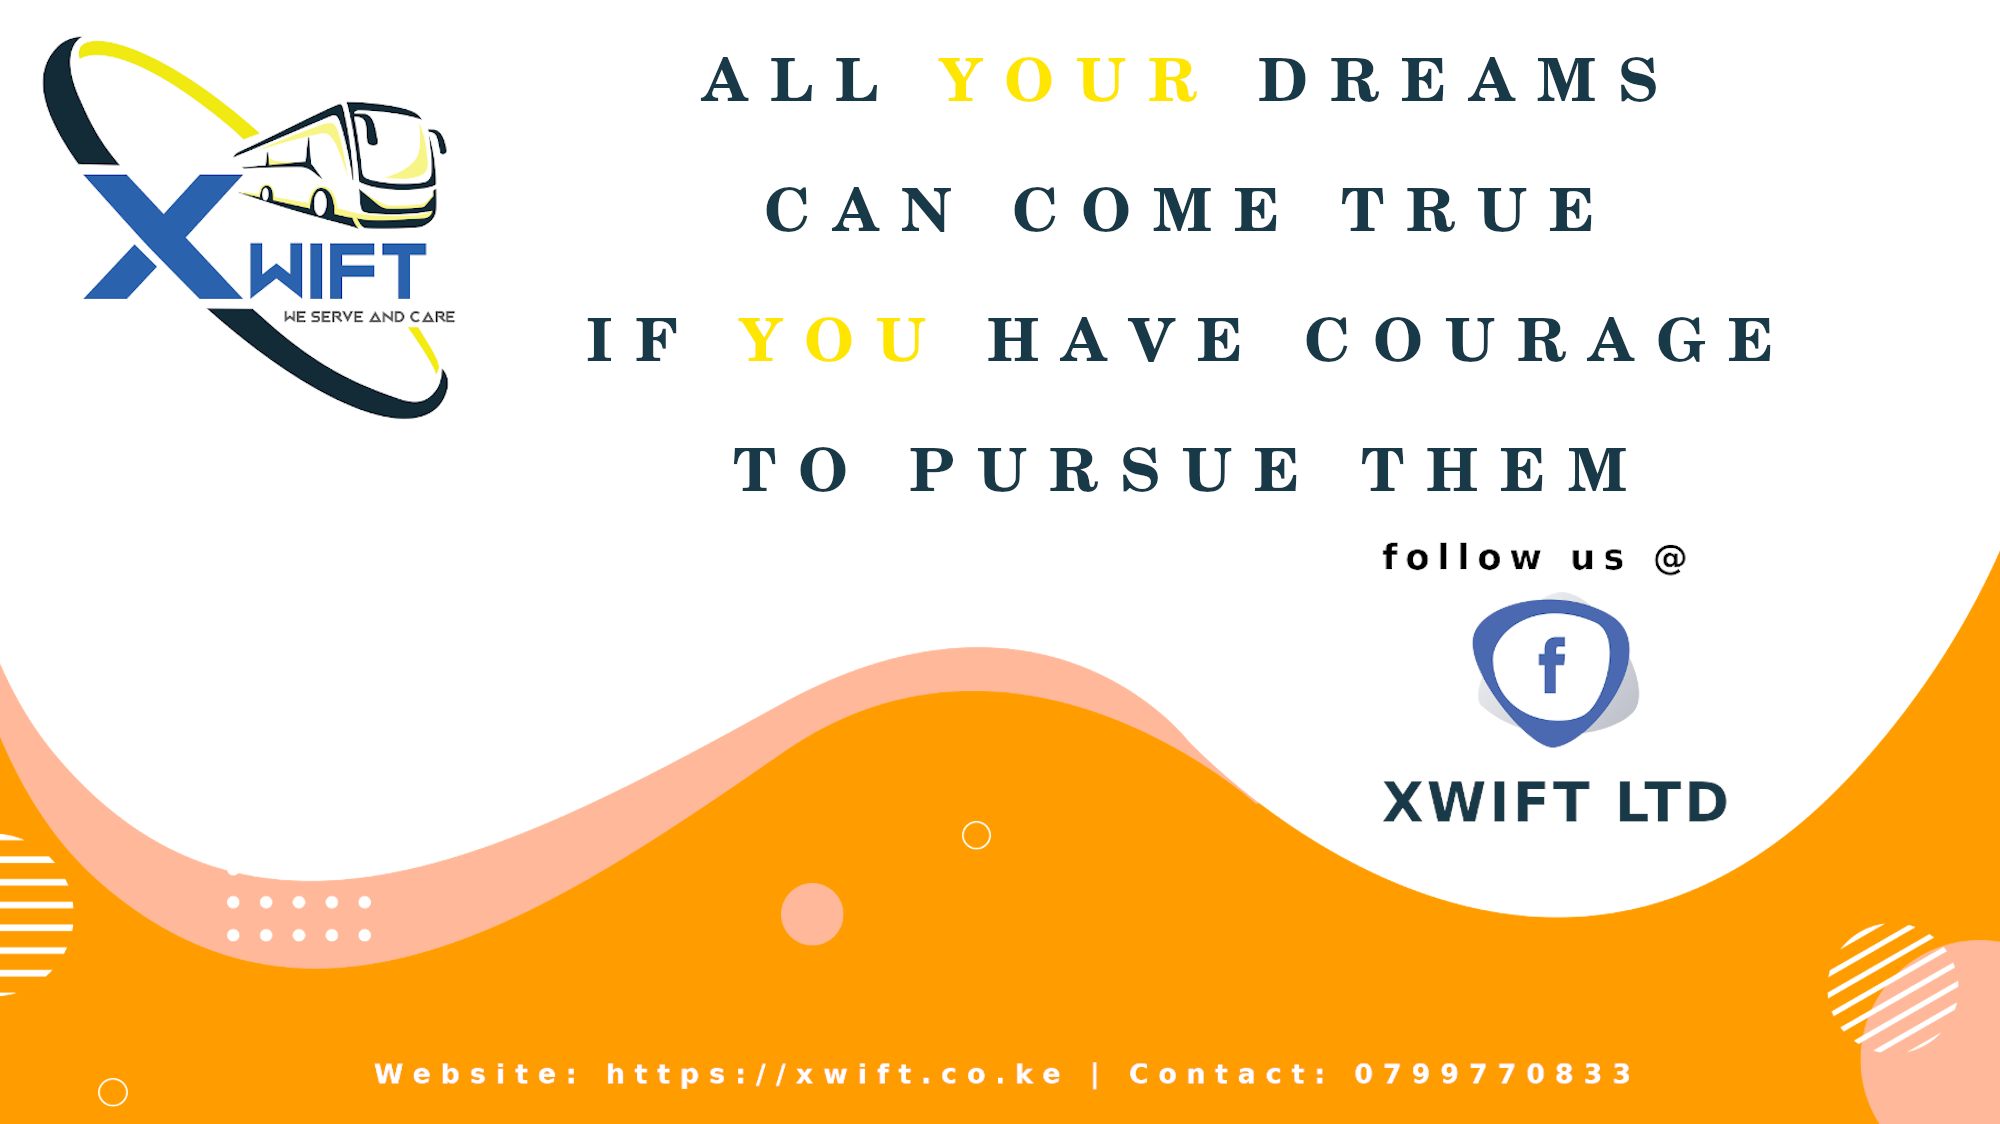 XWIFT
WE SERVE AND CARE
ALL YOUR DREAMS
CAN COME TRUE
IF YOU HAVE COURAGE
TO PURSUE THEM
follow us @
f
XWIFT LTD
Website: https://xwift.co.ke | Contact: 0799770833